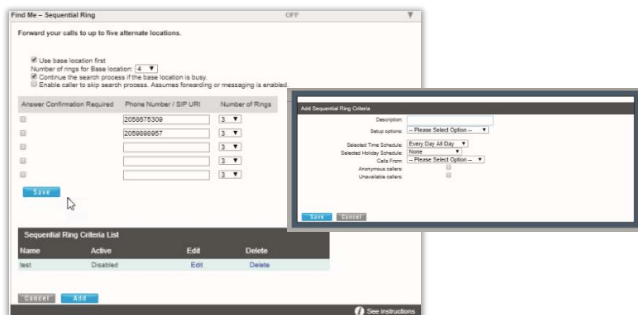 Find Me – Sequential Ring OFF
Forward your calls to up to five alternate locations.
Use base location first
Number of rings for Base location: 4
Continue the search process if the base location is busy.
Enable caller to skip search process. Assumes forwarding or messaging is enabled.
Answer Confirmation Required Phone Number / SIP URI Number of Rings
2058675309 3
2059898957 3
3
3
3
Save
Sequential Ring Criteria List
Name Active Edit Delete
test Disabled Edit Delete
Cancel Add
See instructions
Add Sequential Ring Criteria
Description:
Setup options: -- Please Select Option --
Selected Time Schedule: Every Day All Day
Selected Holiday Schedule: None
Calls From: -- Please Select Option --
Anonymous callers:
Unavailable callers:
Save Cancel